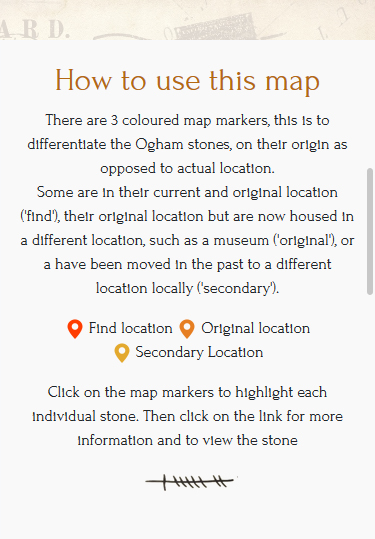 A R D.
How to use this map
There are 3 coloured map markers, this is to
differentiate the Ogham stones, on their origin as
opposed to actual location.
Some are in their current and original location
('find'), their original location but are now housed in
a different location, such as a museum ('original'), or
a have been moved in the past to a different
location locally ('secondary').
Find location Original location
Secondary Location
Click on the map markers to highlight each
individual stone. Then click on the link for more
information and to view the stone